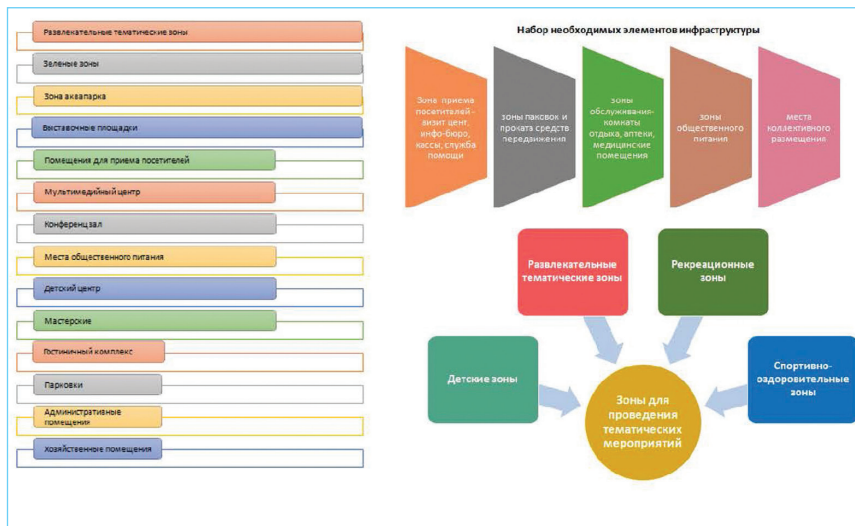 Развлекательные тематические зоны
Зеленые зоны
Зона аквапарка
Выставочные площадки
Помещения для приема посетителей
Мультимедийный центр
Конференц зал
Места общественного питания
Детский центр
Мастерские
Гостиничный комплекс
Парковки
Административные
помещения
Хозяйственные помещения
Набор необходимых элементов инфраструктуры
Зона приёма
посетителей-
визит цент,
инфо-бюро,
кассы, служба
помощи
зоны паковок и
проката средств
передвижения
зоны
обслуживания-
комнаты
отдыха, аптеки,
медицинские
помещения
зоны
общественного
питания
места
коллективного
размещения
Развлекательные
тематические зоны
Рекреационные
зоны
Детские зоны
Спортивно-
оздоровительные
зоны
Зоны для
проведения
тематических
мероприятий